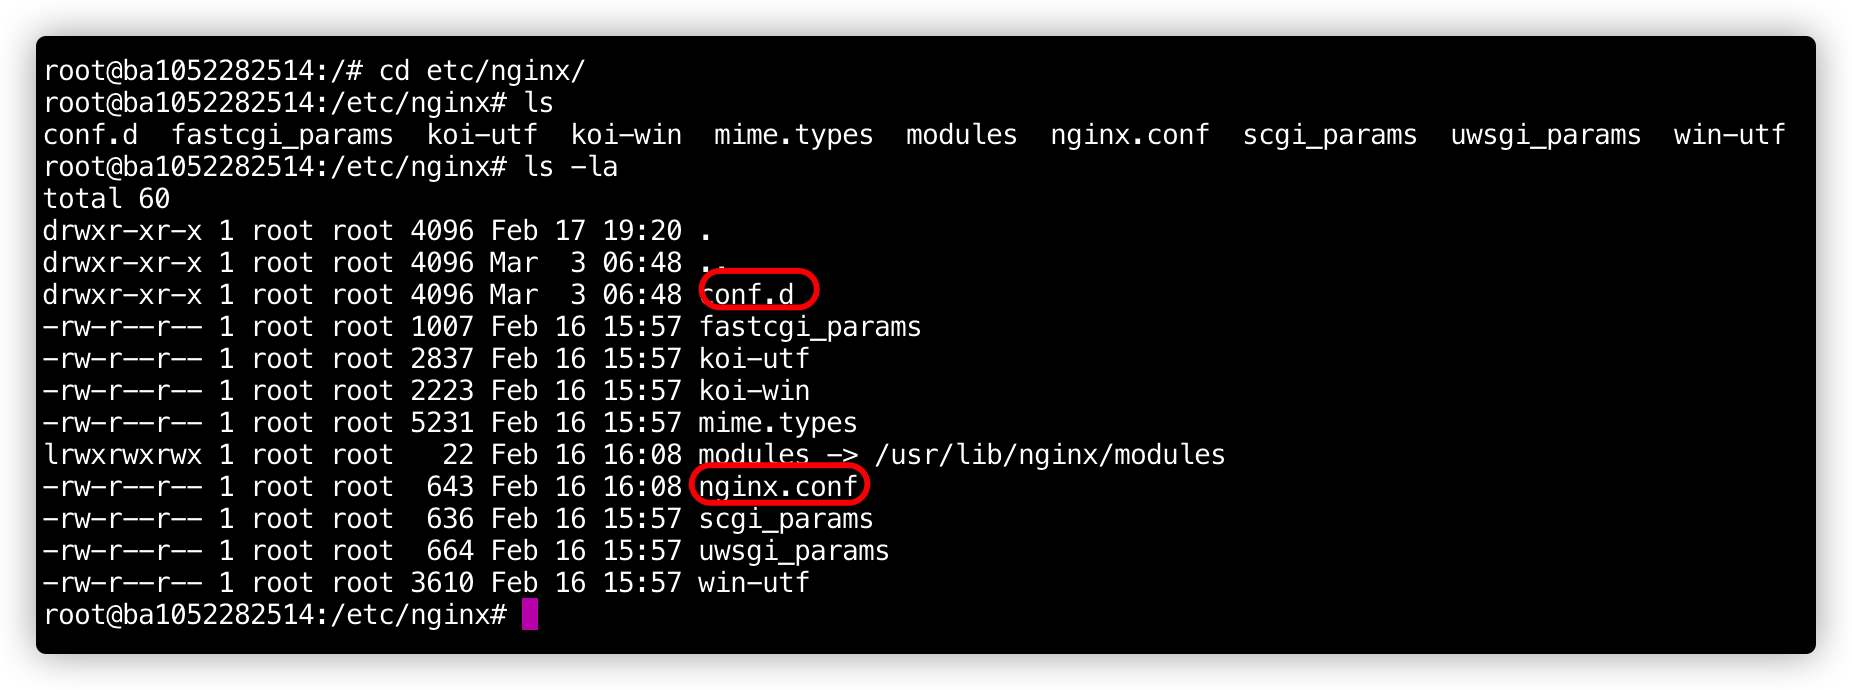 root@ba1052282514:/# cd etc/nginx/
root@ba1052282514:/etc/nginx# ls
conf.d  fastcgi_params  koi-utf  koi-win  mime.types  modules  nginx.conf  scgi_params  uwsgi_params  win-utf
root@ba1052282514:/etc/nginx# ls -la
total 60
drwxr-xr-x 1 root root 4096 Feb 17 19:20 .
drwxr-xr-x 1 root root 4096 Mar  3 06:48 ..
drwxr-xr-x 1 root root 4096 Mar  3 06:48 conf.d
-rw-r--r-- 1 root root 1007 Feb 16 15:57 fastcgi_params
-rw-r--r-- 1 root root 2837 Feb 16 15:57 koi-utf
-rw-r--r-- 1 root root 2223 Feb 16 15:57 koi-win
-rw-r--r-- 1 root root 5231 Feb 16 15:57 mime.types
lrwxrwxrwx 1 root root   22 Feb 16 16:08 modules -> /usr/lib/nginx/modules
-rw-r--r-- 1 root root  643 Feb 16 16:08 nginx.conf
-rw-r--r-- 1 root root  636 Feb 16 15:57 scgi_params
-rw-r--r-- 1 root root  664 Feb 16 15:57 uwsgi_params
-rw-r--r-- 1 root root 3610 Feb 16 15:57 win-utf
root@ba1052282514:/etc/nginx#